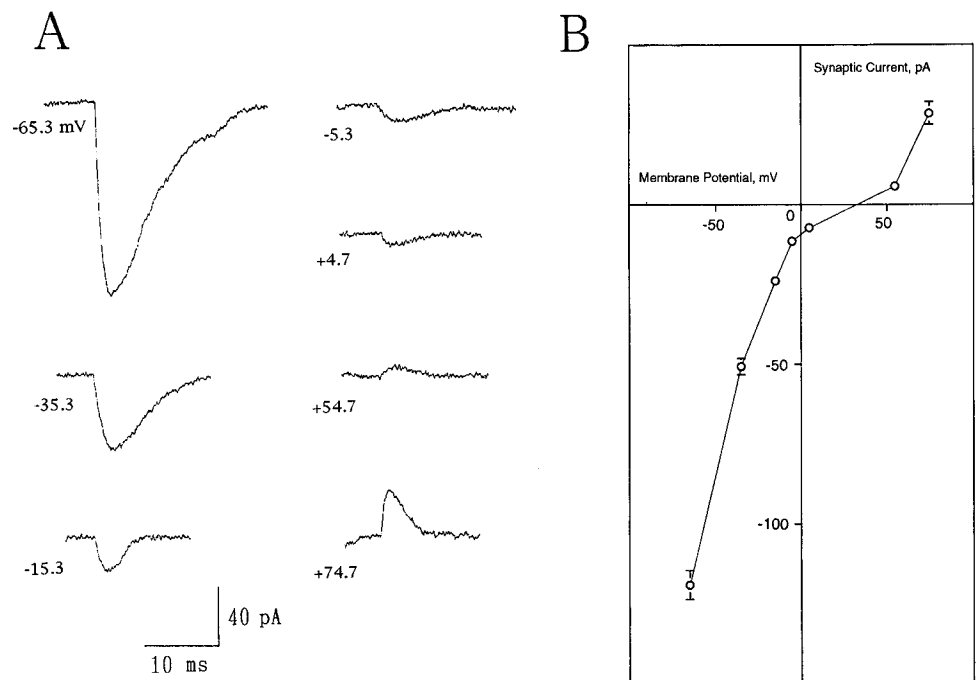 A
-65.3 mV
-35.3
-15.3
-5.3
+4.7
+54.7
+74.7
40 pA
10 ms
B
Synaptic Current, pA
Membrane Potential, mV
-50
0
50
-50
-100